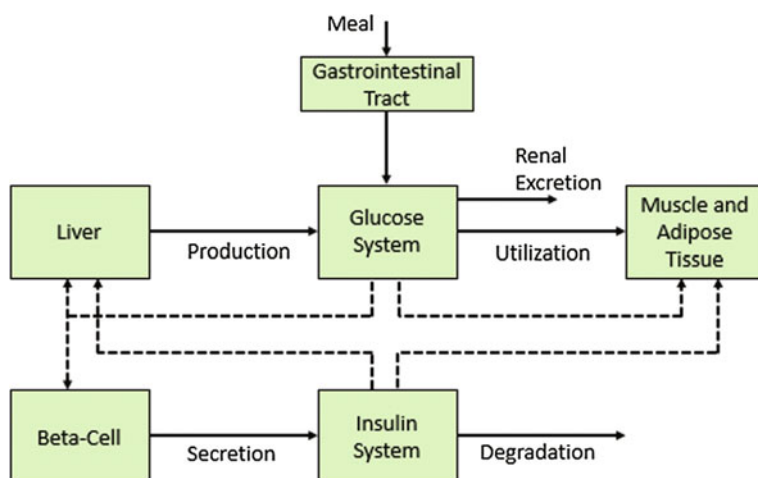 Meal
Gastrointestinal
Tract
Renal
Excretion
Liver
Production
Glucose
System
Utilization
Muscle and
Adipose
Tissue
Beta-Cell
Secretion
Insulin
System
Degradation